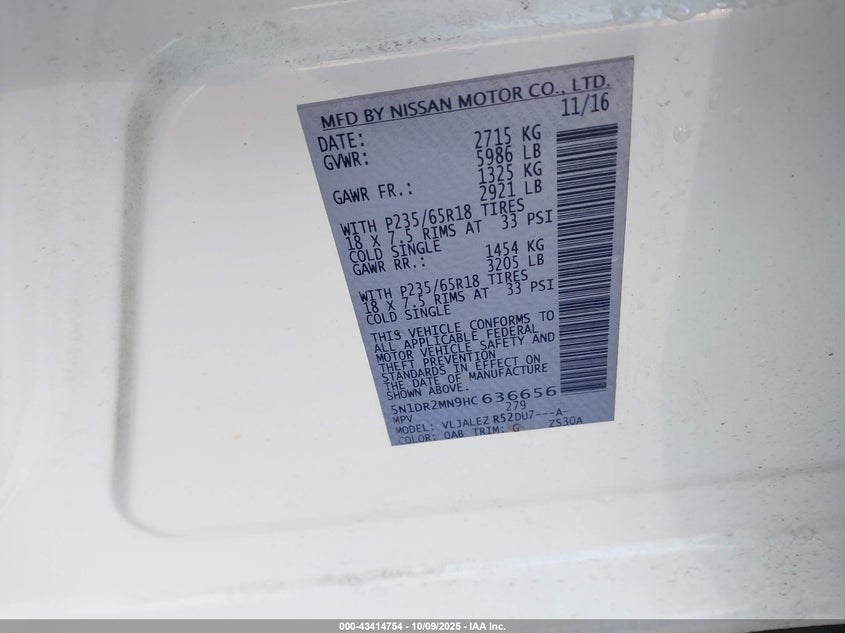 MFD BY NISSAN MOTOR CO., LTD.
DATE: 11/16
GVWR: 2715 KG
5986 LB
GAWR FR.: 1325 KG
2921 LB
WITH P235/65R18 TIRES
18 X 7.5 RIMS AT 33 PSI
COLD SINGLE
GAWR RR.: 1454 KG
3205 LB
WITH P235/65R18 TIRES
18 X 7.5 RIMS AT 33 PSI
COLD SINGLE
THIS VEHICLE CONFORMS TO
ALL APPLICABLE FEDERAL
MOTOR VEHICLE SAFETY AND
THEFT PREVENTION
STANDARDS IN EFFECT ON
THE DATE OF MANUFACTURE
SHOWN ABOVE.
5N1DR2MN9HC636656
MPV 279
MODEL: VLJALEZ R52DU7---A-
COLOR: QAB TRIM: G ZS30A
000-43414754 - 10/09/2025 - IAA Inc.